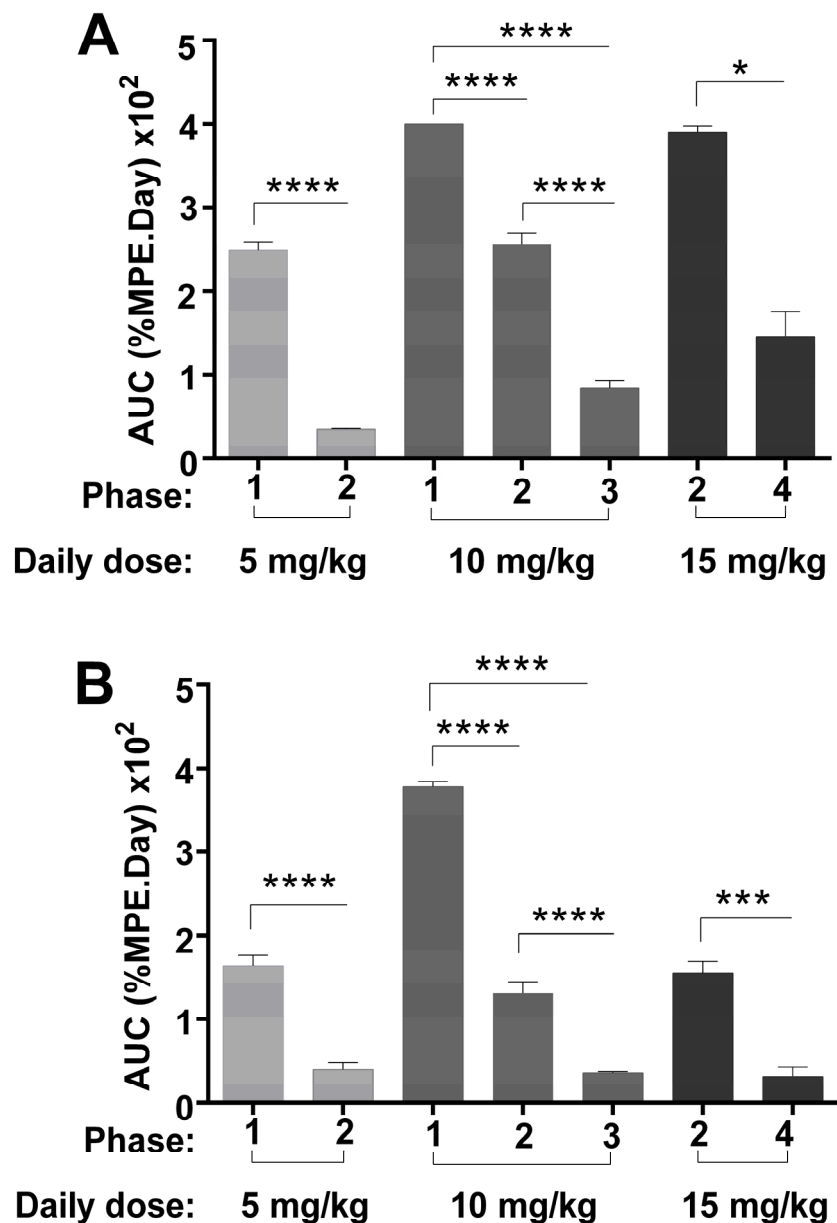 A
AUC (%MPE.Day) x10²
5
4
3
2
1
0
****
****
****
****
*
Phase: 1 2 1 2 3 2 4
Daily dose: 5 mg/kg 10 mg/kg 15 mg/kg
B
AUC (%MPE.Day) x10²
5
4
3
2
1
0
****
****
****
****
***
Phase: 1 2 1 2 3 2 4
Daily dose: 5 mg/kg 10 mg/kg 15 mg/kg